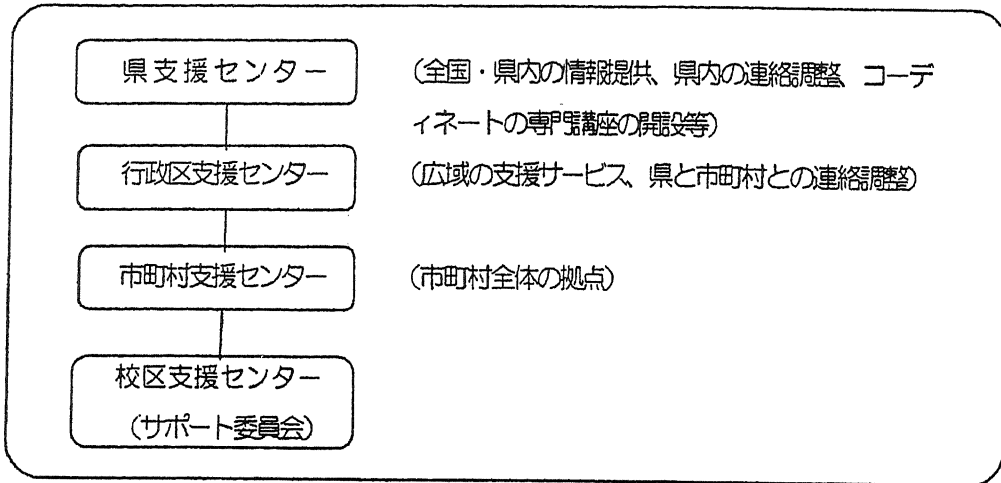 県支援センター (全国・県内の情報提供、県内の連絡調整、コーデ
ィネートの専門講座の開設等)
行政区支援センター (広域の支援サービス、県と市町村との連絡調整)
市町村支援センター (市町村全体の拠点)
校区支援センター
(サポート委員会)